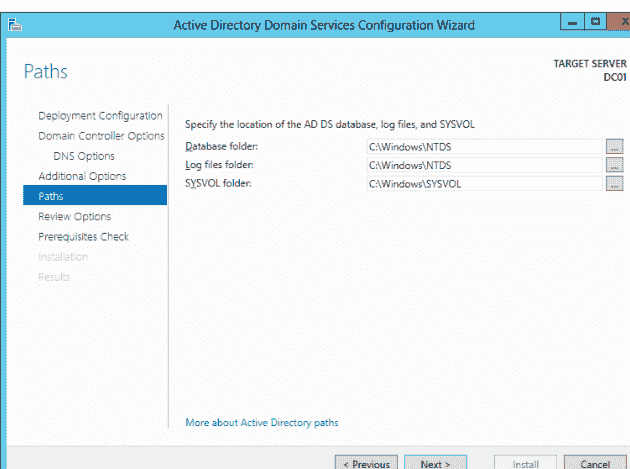 Active Directory Domain Services Configuration Wizard
x
Paths
TARGET SERVER
DC01
Deployment Configuration
Domain Controller Options
DNS Options
Additional Options
Paths
Review Options
Prerequisites Check
Installation
Results
Specify the location of the AD DS database, log files, and SYSVOL
Database folder: C:\Windows\NTDS ...
Log files folder: C:\Windows\NTDS ...
SYSVOL folder: C:\Windows\SYSVOL ...
More about Active Directory paths
< Previous Next > Install Cancel